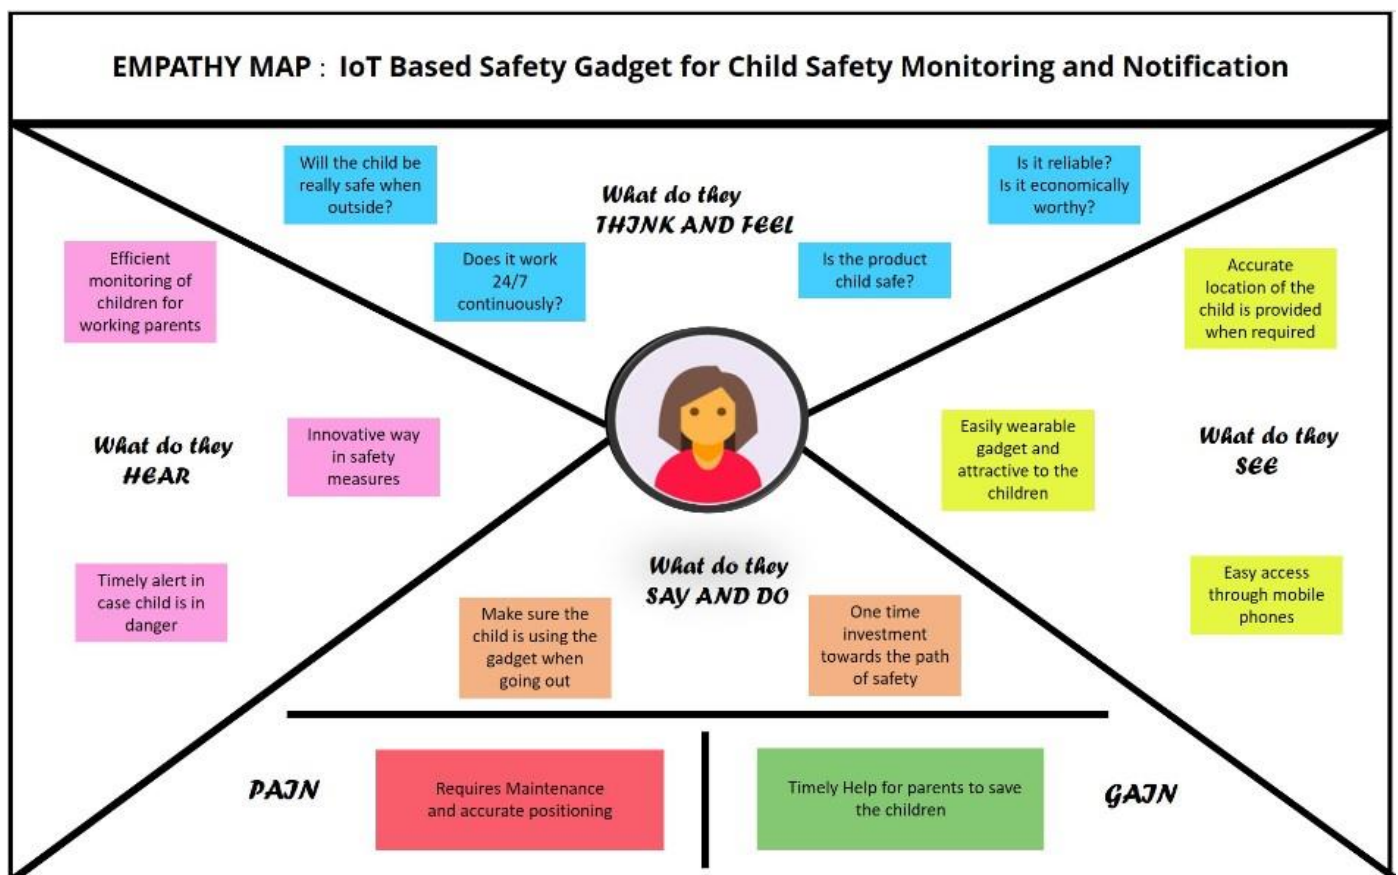 EMPATHY MAP : IoT Based Safety Gadget for Child Safety Monitoring and Notification
Will the child be
really safe when
outside?
What do they
THINK AND FEEL
Is it reliable?
Is it economically
worthy?
Does it work
24/7
continuously?
Is the product
child safe?
Efficient
monitoring of
children for
working parents
What do they
HEAR
Innovative way
in safety
measures
Timely alert in
case child is in
danger
Accurate
location of the
child is provided
when required
Easily wearable
gadget and
attractive to the
children
What do they
SEE
Easy access
through mobile
phones
What do they
SAY AND DO
Make sure the
child is using the
gadget when
going out
One time
investment
towards the path
of safety
PAIN
Requires Maintenance
and accurate positioning
Timely Help for parents to save
the children
GAIN